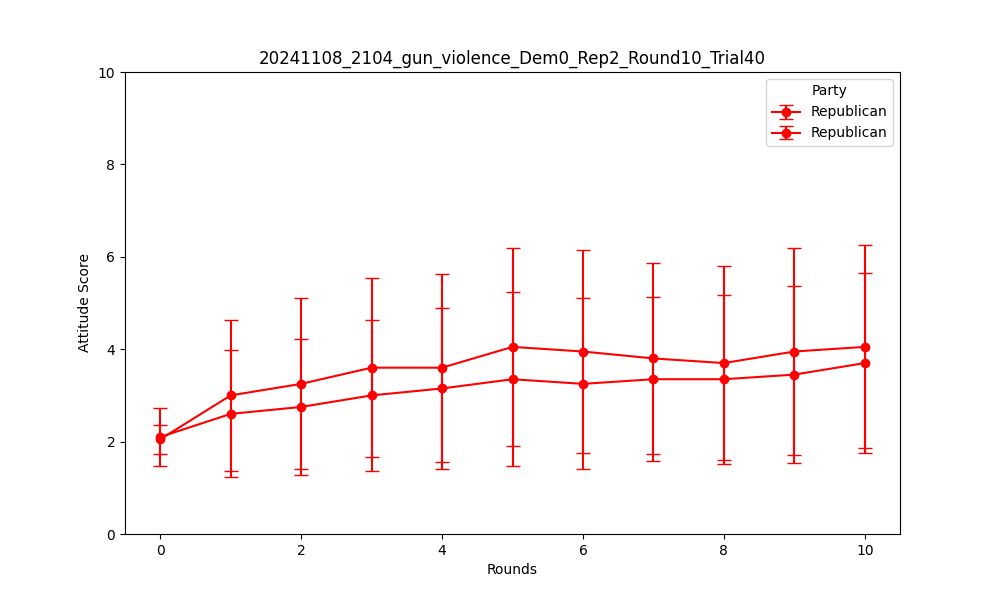 20241108_2104_gun_violence_Dem0_Rep2_Round10_Trial40
Party
Republican
Republican
Attitude Score
10
8
6
4
2
0
0 2 4 6 8 10
Rounds